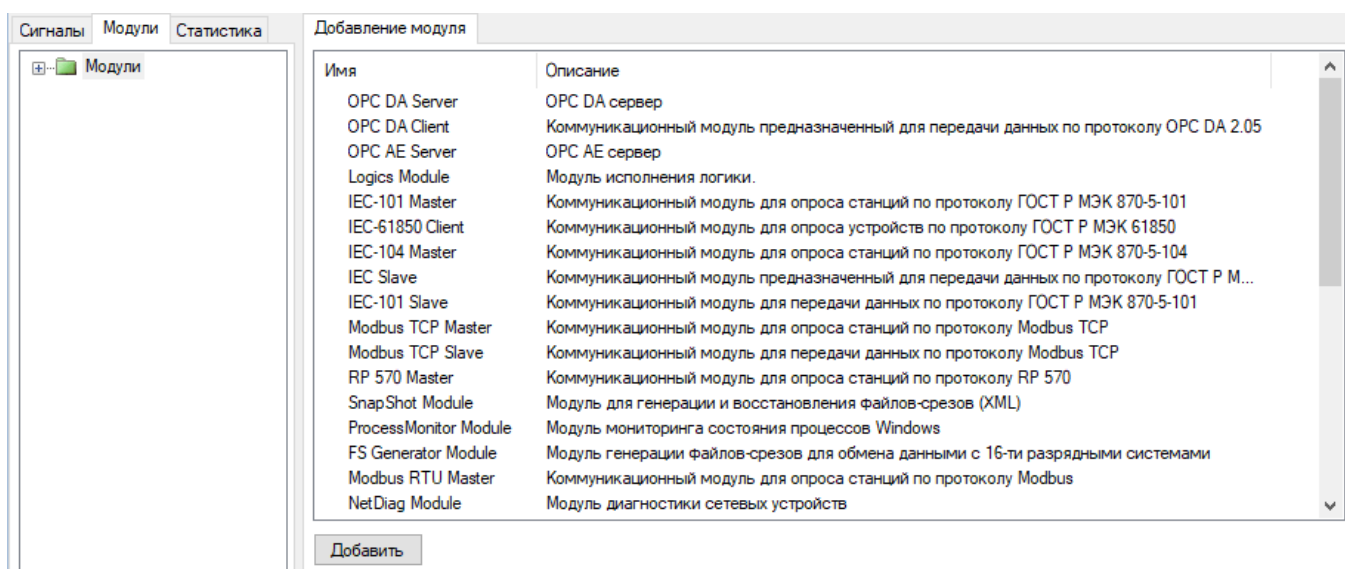 Сигналы Модули Статистика
Добавление модуля
Модули
Имя Описание
OPC DA Server OPC DA сервер
OPC DA Client Коммуникационный модуль предназначенный для передачи данных по протоколу OPC DA 2.05
OPC AE Server OPC AE сервер
Logics Module Модуль исполнения логики.
IEC-101 Master Коммуникационный модуль для опроса станций по протоколу ГОСТ Р МЭК 870-5-101
IEC-61850 Client Коммуникационный модуль для опроса устройств по протоколу ГОСТ Р МЭК 61850
IEC-104 Master Коммуникационный модуль для опроса станций по протоколу ГОСТ Р МЭК 870-5-104
IEC Slave Коммуникационный модуль предназначенный для передачи данных по протоколу ГОСТ Р М...
IEC-101 Slave Коммуникационный модуль для передачи данных по протоколу ГОСТ Р МЭК 870-5-101
Modbus TCP Master Коммуникационный модуль для опроса станций по протоколу Modbus TCP
Modbus TCP Slave Коммуникационный модуль для передачи данных по протоколу Modbus TCP
RP 570 Master Коммуникационный модуль для опроса станций по протоколу RP 570
SnapShot Module Модуль для генерации и восстановления файлов-срезов (XML)
ProcessMonitor Module Модуль мониторинга состояния процессов Windows
FS Generator Module Модуль генерации файлов-срезов для обмена данными с 16-ти разрядными системами
Modbus RTU Master Коммуникационный модуль для опроса станций по протоколу Modbus
NetDiag Module Модуль диагностики сетевых устройств
Добавить